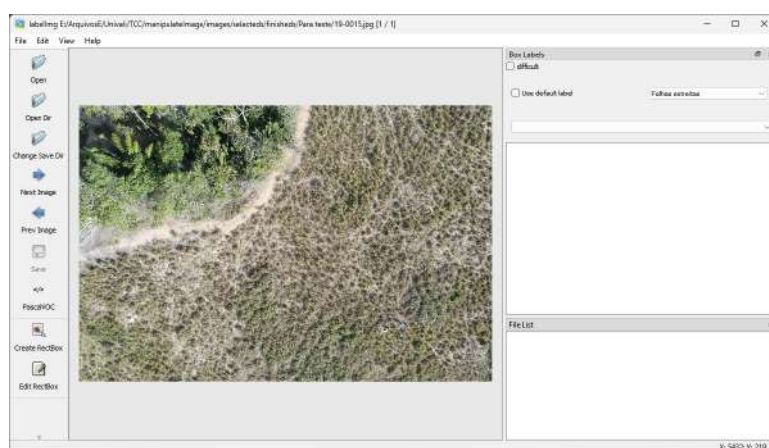 labelImg E:/ArquivosE/Univali/TCC/manipulateImage/images/selecteds/finisheds/Para teste/19-0015.jpg [1 / 1]
File Edit View Help
Open
Open Dir
Change Save Dir
Next Image
Prev Image
Save
</>
PascalVOC
Create RectBox
Edit RectBox
Box Labels
difficult
Use default label
Folhas estreitas
File List
X: 5432; Y: 219